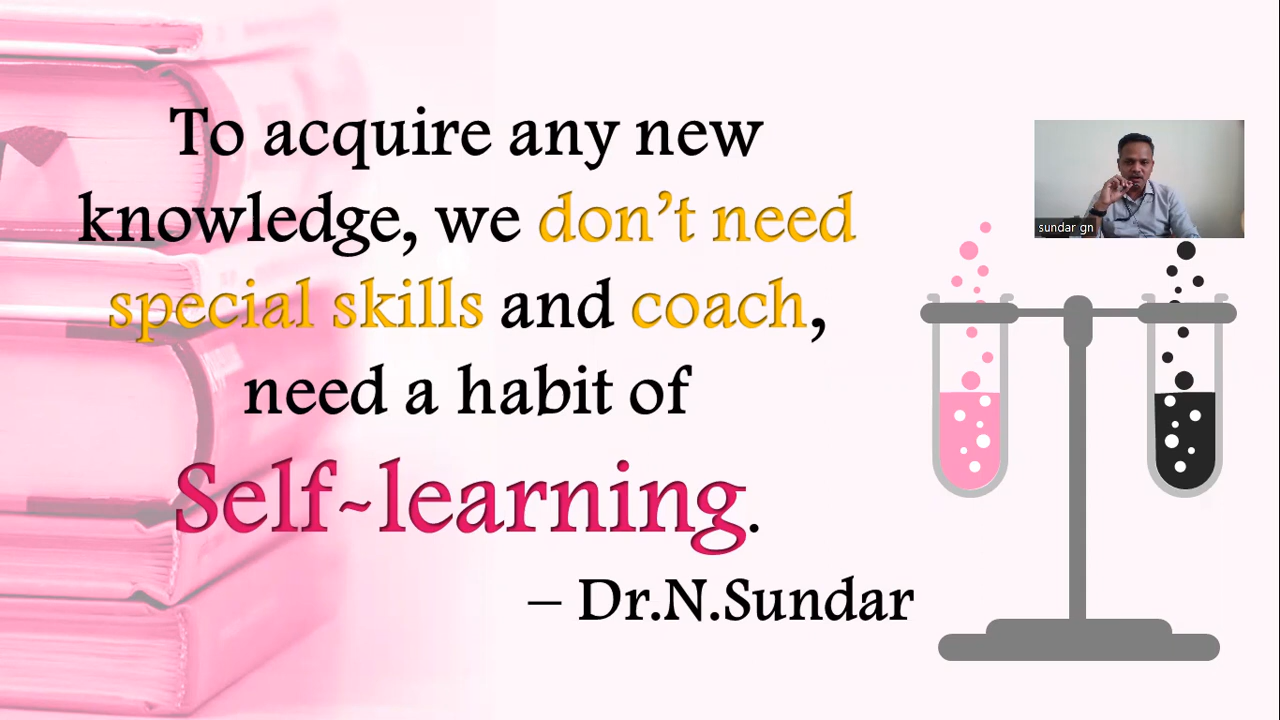 To acquire any new
knowledge, we don't need
special skills and coach,
need a habit of
Self-learning.
– Dr.N.Sundar
sundar gn